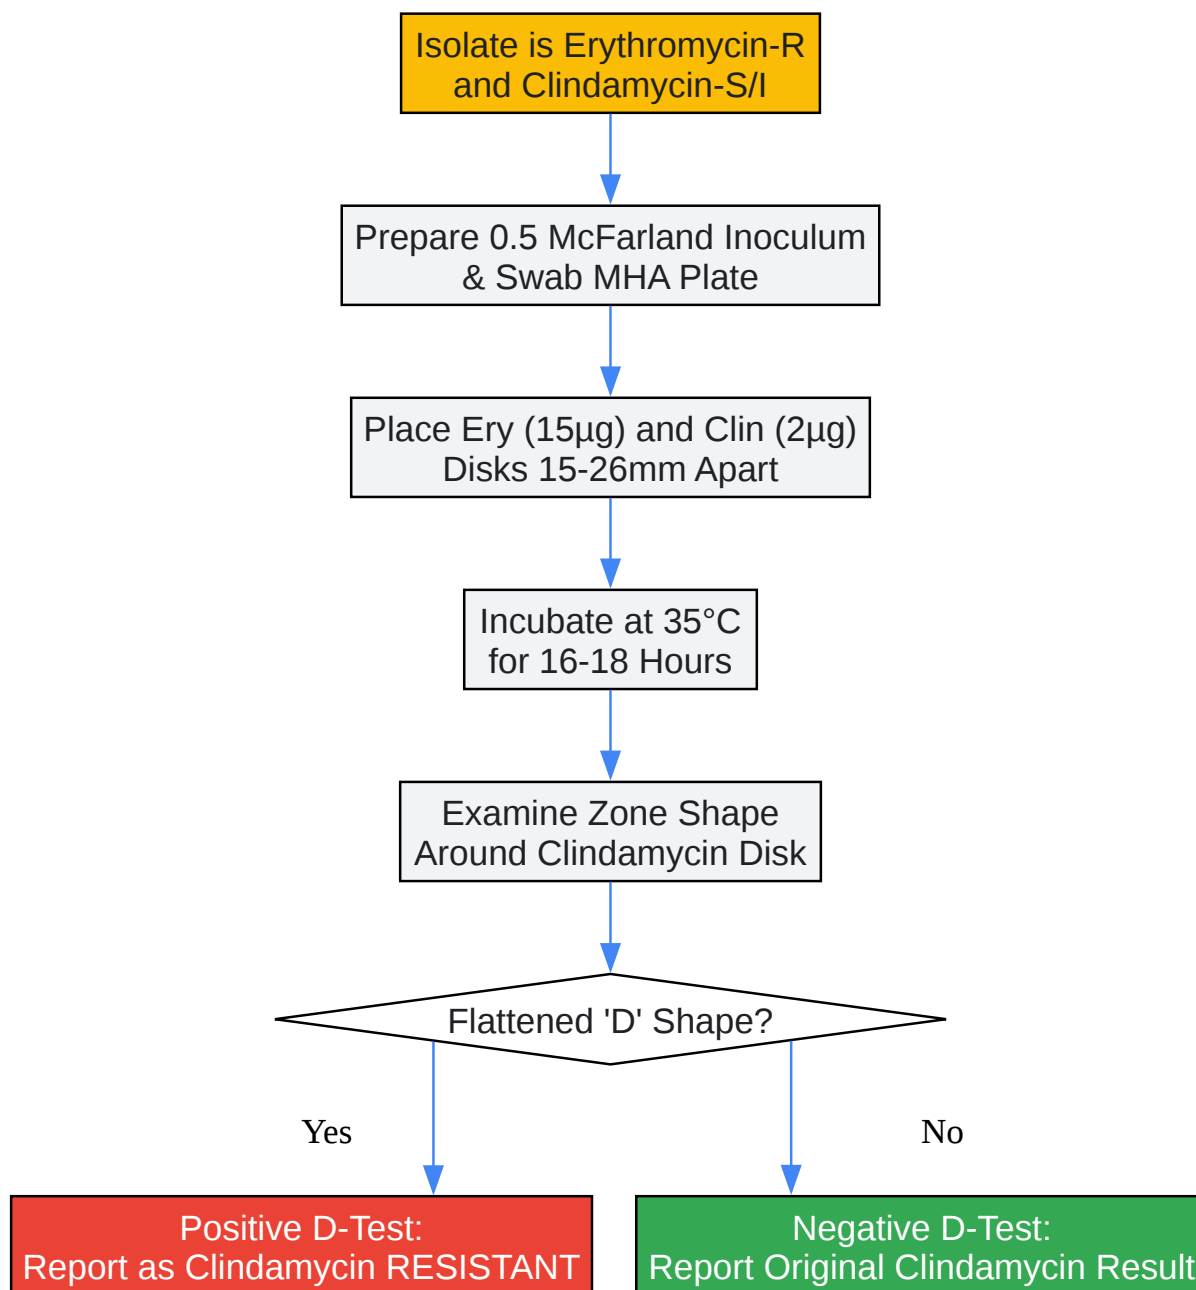 Isolate is Erythromycin-R
and Clindamycin-S/I
Prepare 0.5 McFarland Inoculum
& Swab MHA Plate
Place Ery (15µg) and Clin (2µg)
Disks 15-26mm Apart
Incubate at 35°C
for 16-18 Hours
Examine Zone Shape
Around Clindamycin Disk
Flattened 'D' Shape?
Yes
No
Positive D-Test:
Report as Clindamycin RESISTANT
Negative D-Test:
Report Original Clindamycin Result